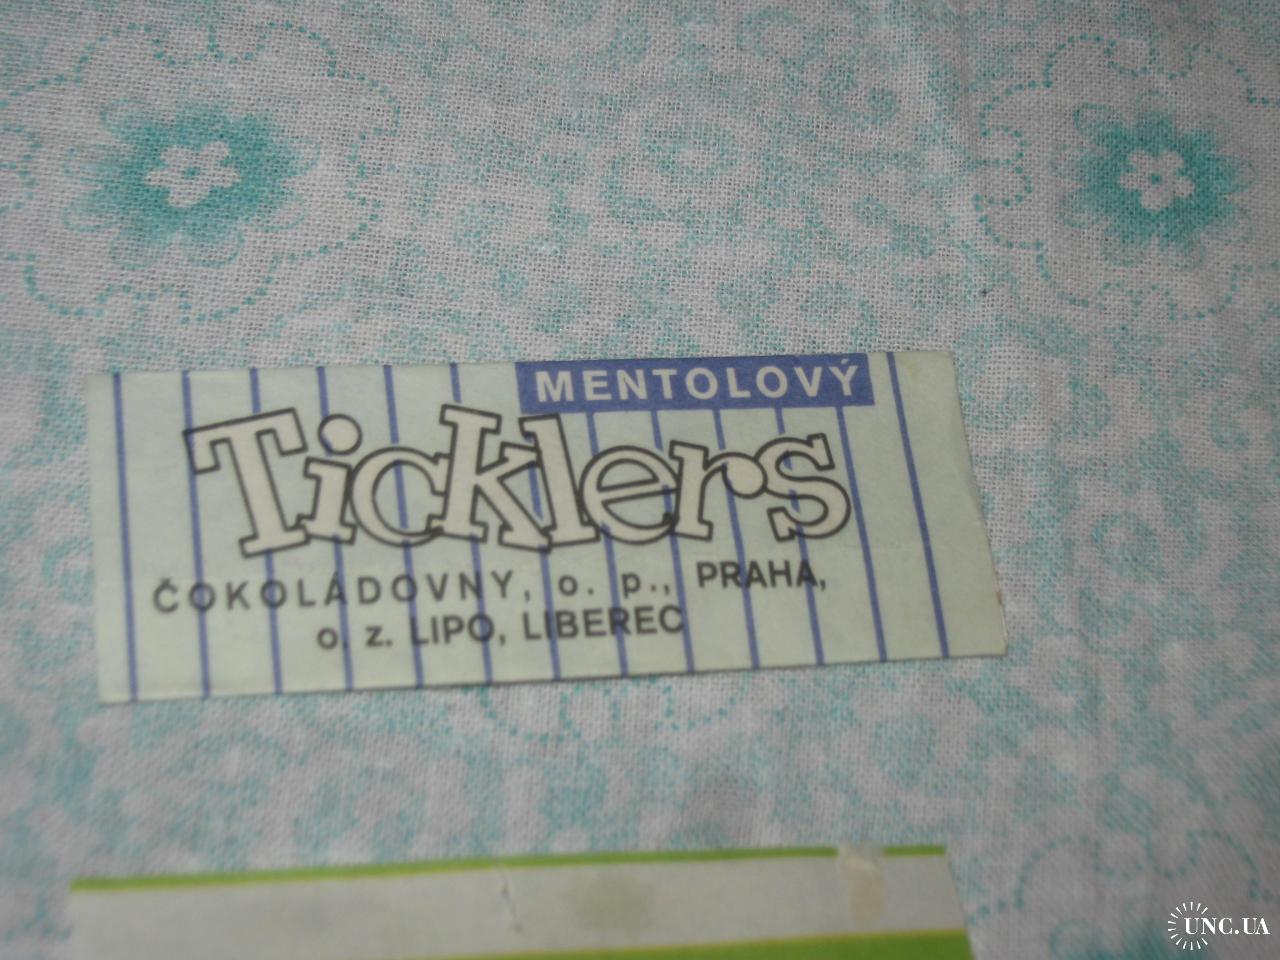 MENTOLOVÝ
Ticklers
ČOKOLÁDOVNY, o. p., PRAHA,
o. z. LIPO, LIBEREC
UNC.UA